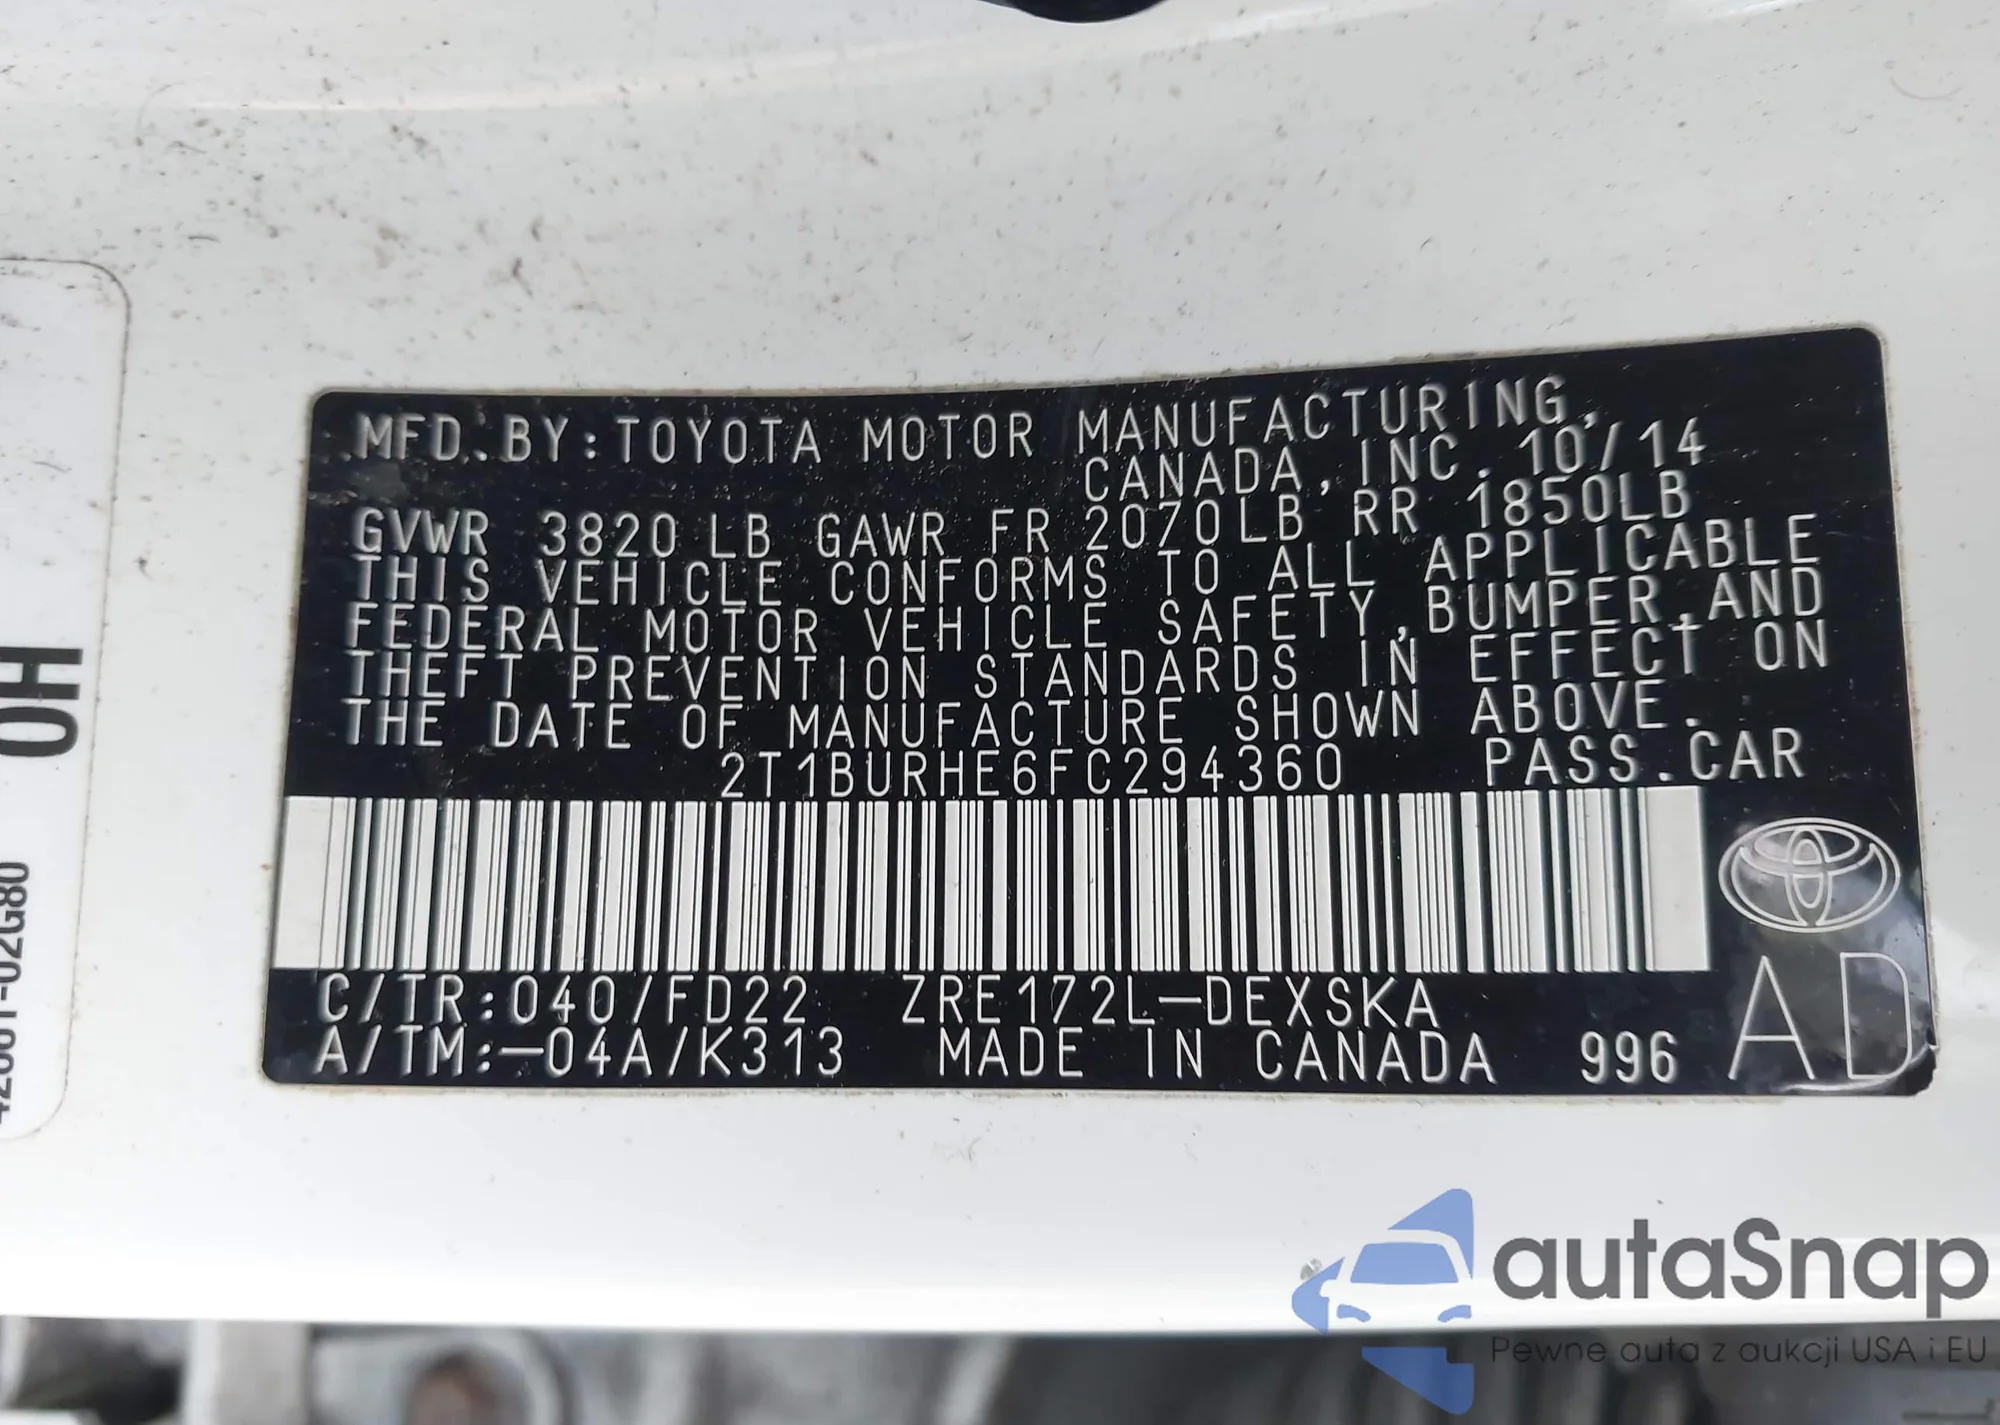 MFD. BY: TOYOTA MOTOR MANUFACTURING,
CANADA, INC. 10/14
GVWR 3820 LB GAWR FR 2070LB RR 1850LB
THIS VEHICLE CONFORMS TO ALL APPLICABLE
FEDERAL MOTOR VEHICLE SAFETY, BUMPER, AND
THEFT PREVENTION STANDARDS IN EFFECT ON
THE DATE OF MANUFACTURE SHOWN ABOVE.
2T1BURHE6FC294360 PASS. CAR
C/TR: 040/FD22 ZRE172L-DEXSKA
A/TM: -04A/K313 MADE IN CANADA 996
AD
0H
autaSnap
Pewne auta z aukcji USA i EU